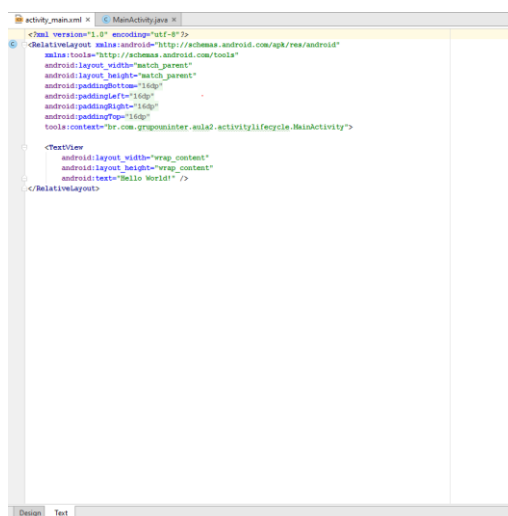 activity_main.xml × MainActivity.java ×
<?xml version="1.0" encoding="utf-8"?>
<RelativeLayout xmlns:android="http://schemas.android.com/apk/res/android"
    xmlns:tools="http://schemas.android.com/tools"
    android:layout_width="match_parent"
    android:layout_height="match_parent"
    android:paddingBottom="16dp"
    android:paddingLeft="16dp"
    android:paddingRight="16dp"
    android:paddingTop="16dp"
    tools:context="br.com.grupouninter.aula2.activitylifecycle.MainActivity">
    <TextView
        android:layout_width="wrap_content"
        android:layout_height="wrap_content"
        android:text="Hello World!" />
</RelativeLayout>
Design Text